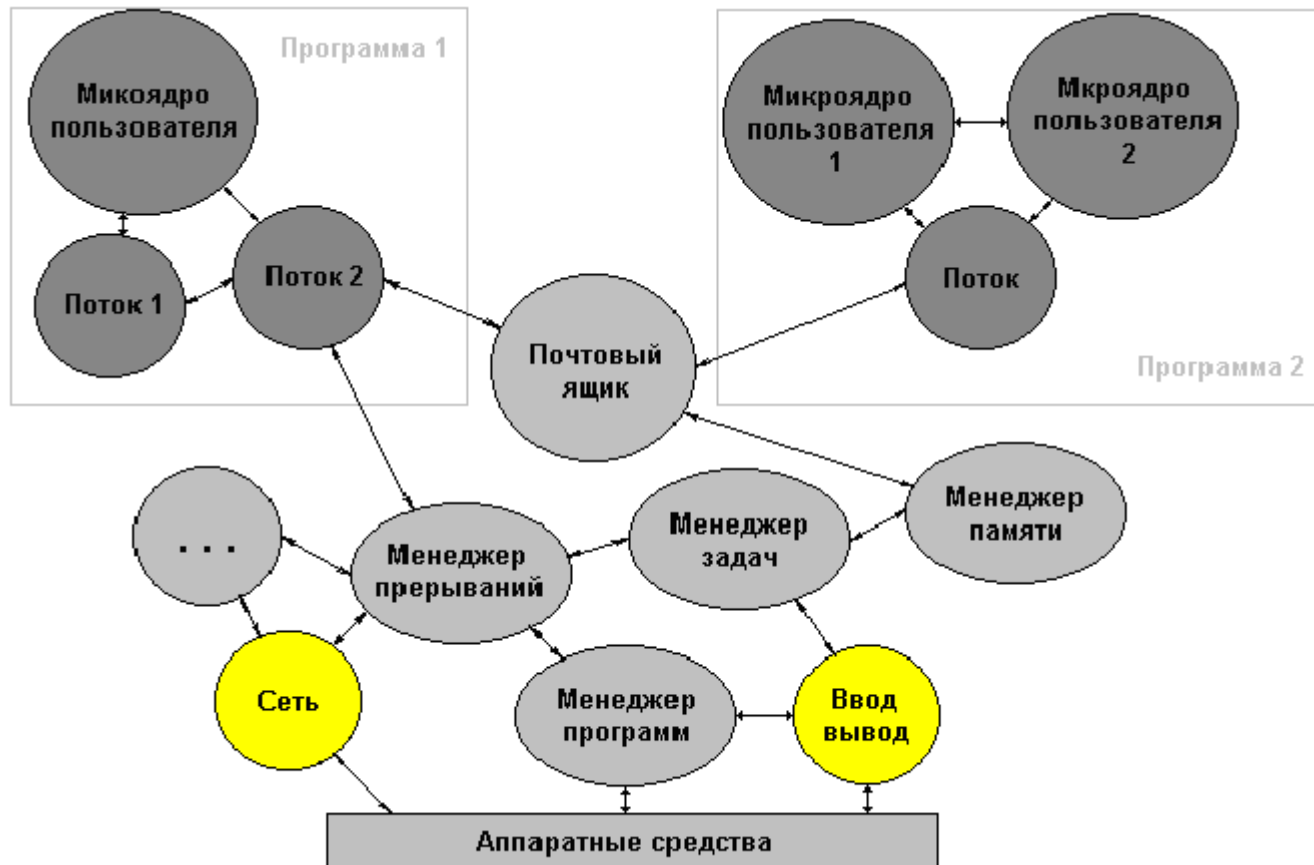 Программа 1
Микоядро
пользователя
Микроядро
пользователя
1
Мкроядро
пользователя
2
Поток 1
Поток 2
Поток
Почтовый
ящик
Программа 2
. . .
Менеджер
прерываний
Менеджер
задач
Менеджер
памяти
Сеть
Менеджер
программ
Ввод
вывод
Аппаратные средства